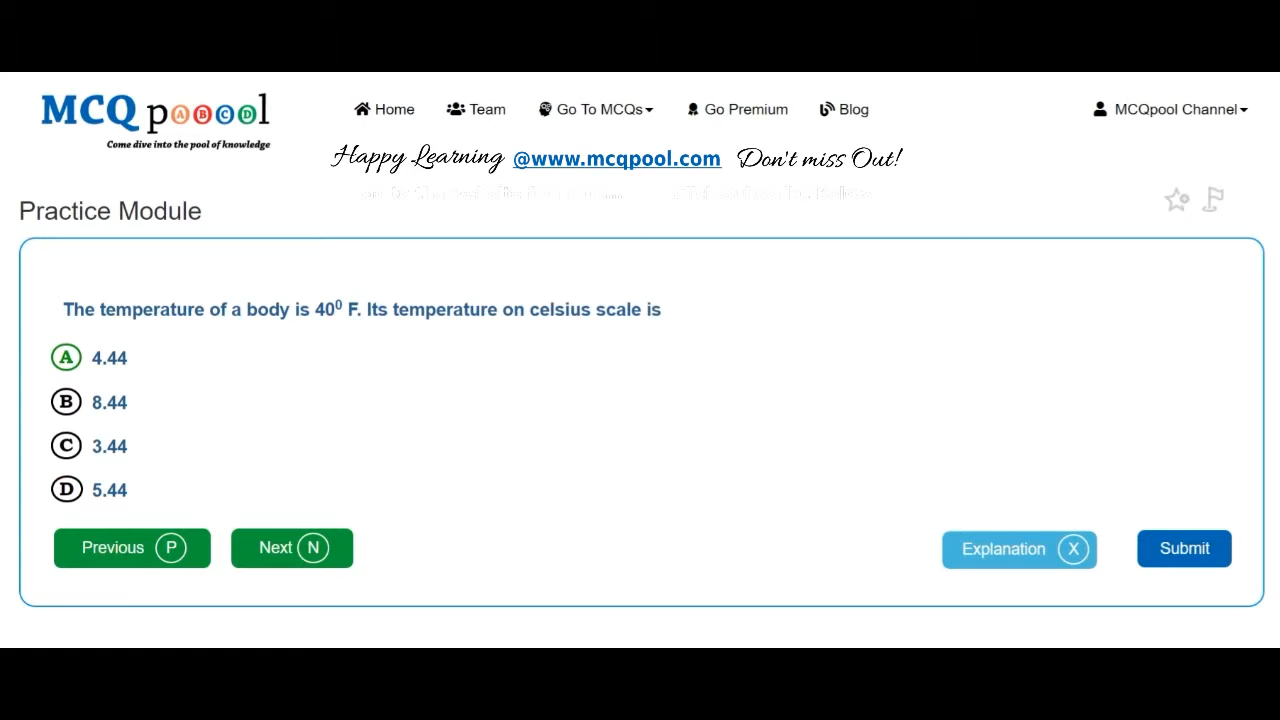 MCQ pooool
Come dive into the pool of knowledge
Home Team Go To MCQs Go Premium Blog MCQpool Channel
Happy Learning @www.mcqpool.com Don't miss Out!
Practice Module
The temperature of a body is 40⁰ F. Its temperature on celsius scale is
A 4.44
B 8.44
C 3.44
D 5.44
Previous P Next N Explanation X Submit